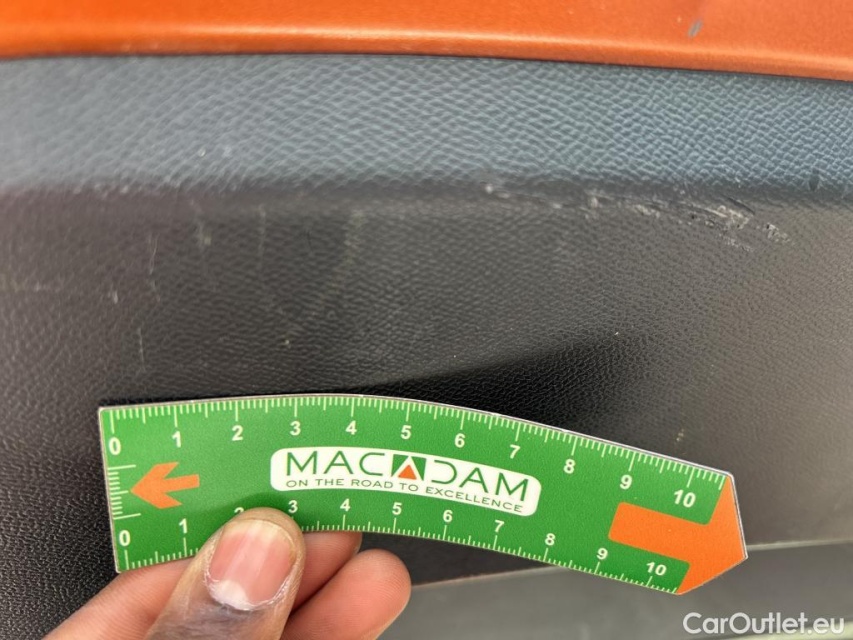 0 1 2 3 4 5 6 7 8 9 10
MACADAM
ON THE ROAD TO EXCELLENCE
0 1 2 3 4 5 6 7 8 9 10
CarOutlet.eu